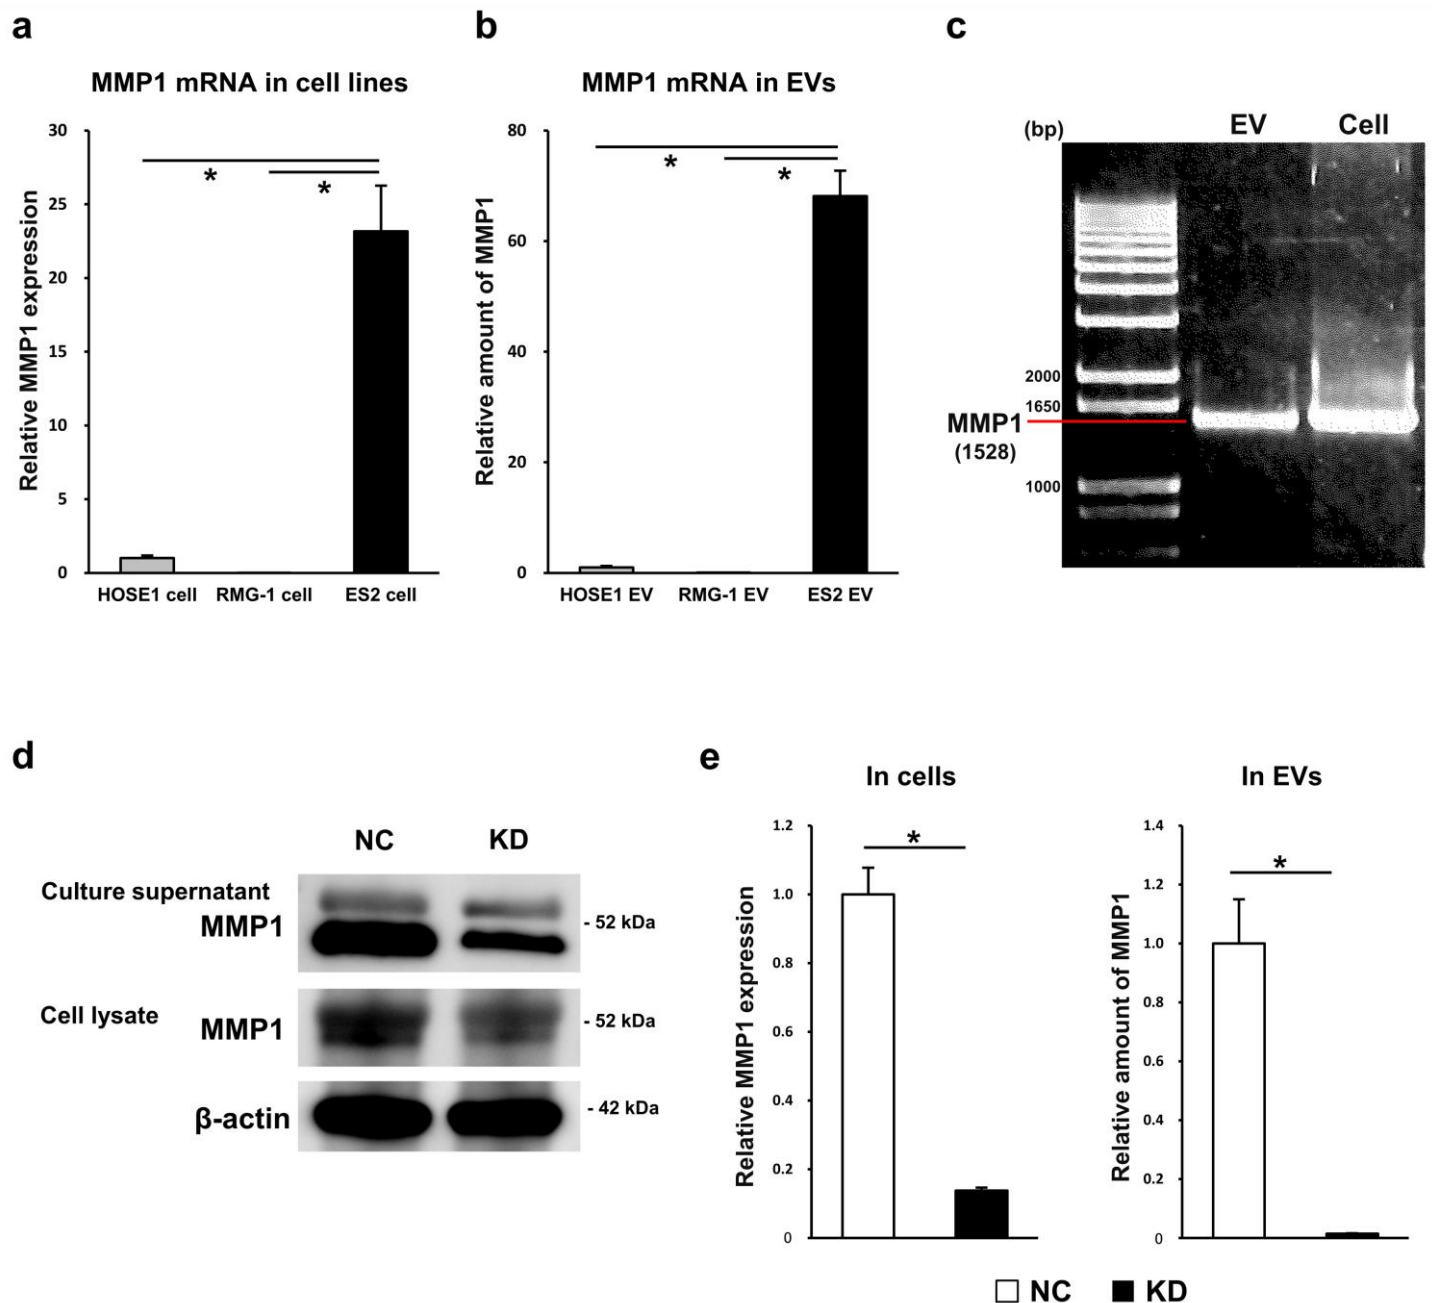 a
MMP1 mRNA in cell lines
Relative MMP1 expression
30
25
20
15
10
5
0
HOSE1 cell RMG-1 cell ES2 cell
*
*
b
MMP1 mRNA in EVs
Relative amount of MMP1
80
60
40
20
0
HOSE1 EV RMG-1 EV ES2 EV
*
*
c
(bp) EV Cell
2000
1650
MMP1
(1528)
1000
d
NC KD
Culture supernatant
MMP1
- 52 kDa
Cell lysate
MMP1
- 52 kDa
β-actin
- 42 kDa
e
In cells
Relative MMP1 expression
1.2
1.0
0.8
0.6
0.4
0.2
0
*
In EVs
Relative amount of MMP1
1.4
1.2
1.0
0.8
0.6
0.4
0.2
0
*
NC KD